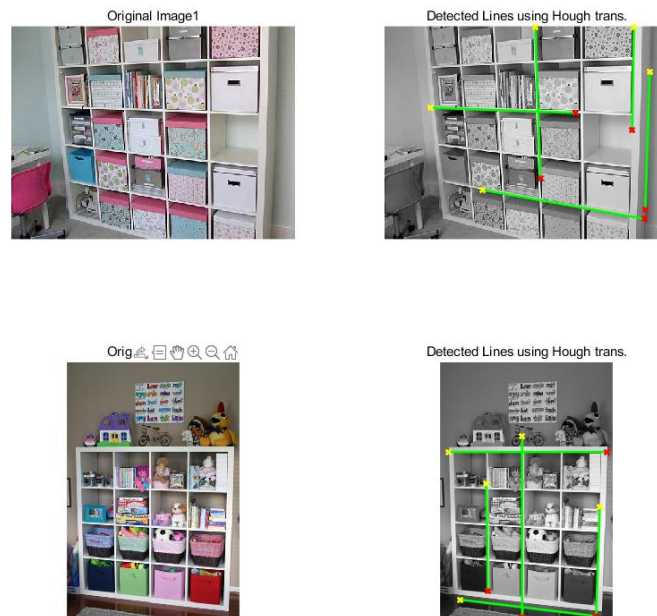 Original Image1
Detected Lines using Hough trans.
Orig
Detected Lines using Hough trans.